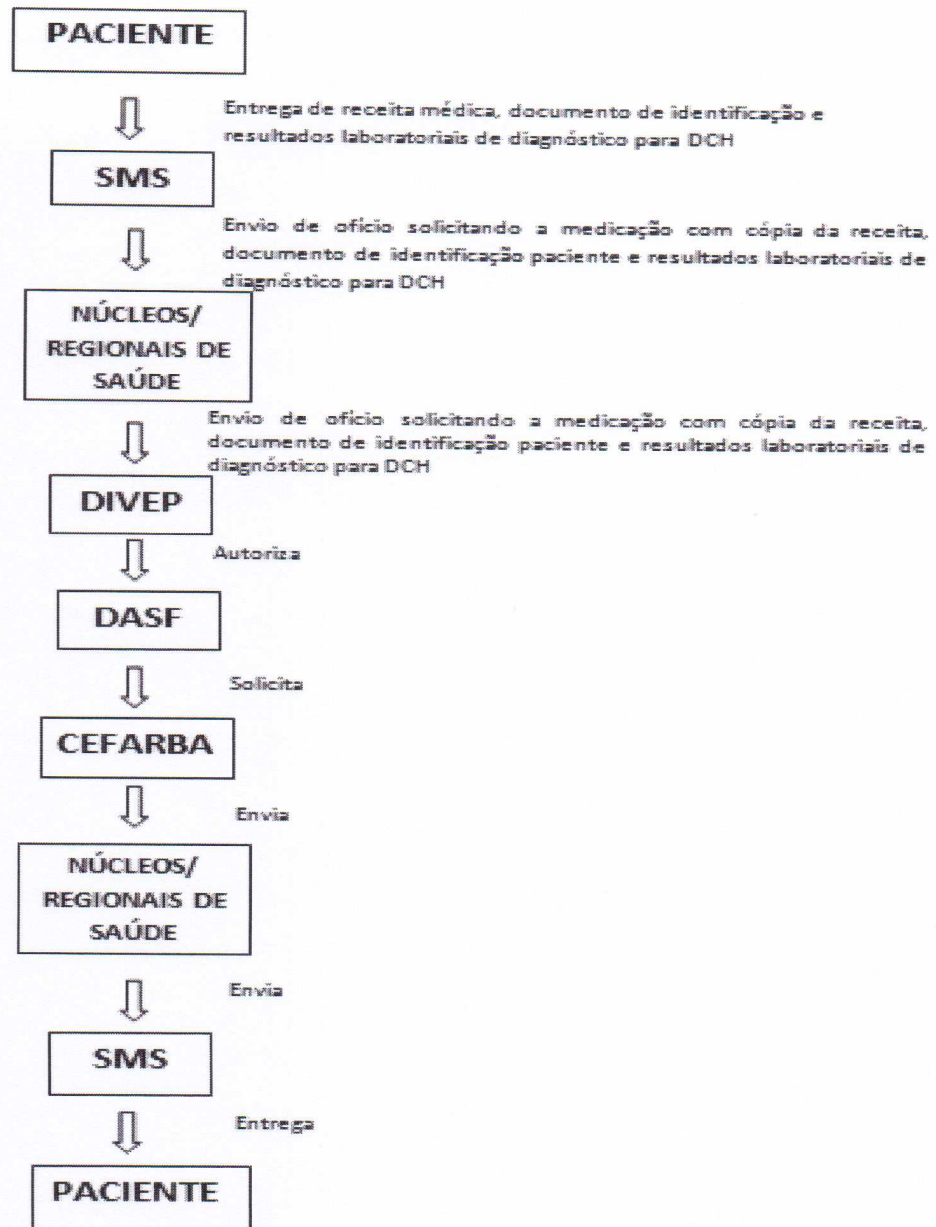 PACIENTE
Entrega de receita médica, documento de identificação e
resultados laboratoriais de diagnóstico para DCH
SMS
Envio de ofício solicitando a medicação com cópia da receita,
documento de identificação paciente e resultados laboratoriais de
diagnóstico para DCH
NÚCLEOS/
REGIONAIS DE
SAÚDE
Envio de ofício solicitando a medicação com cópia da receita,
documento de identificação paciente e resultados laboratoriais de
diagnóstico para DCH
DIVEP
Autoriza
DASF
Solicita
CEFARBA
Envia
NÚCLEOS/
REGIONAIS DE
SAÚDE
Envia
SMS
Entrega
PACIENTE